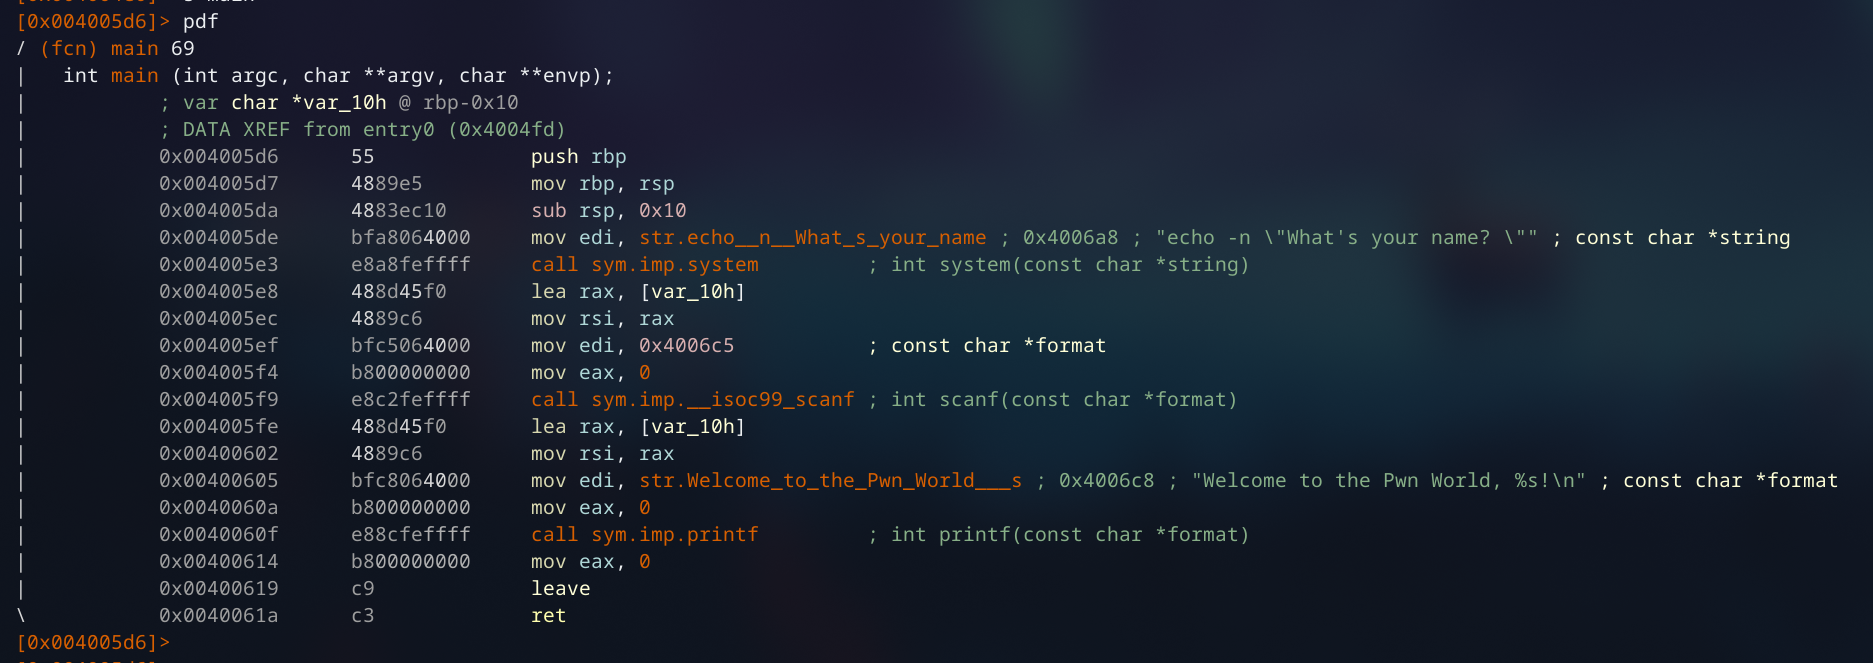 [0x004005d6]> pdf
/ (fcn) main 69
|   int main (int argc, char **argv, char **envp);
|           ; var char *var_10h @ rbp-0x10
|           ; DATA XREF from entry0 (0x4004fd)
|           0x004005d6      55             push rbp
|           0x004005d7      4889e5         mov rbp, rsp
|           0x004005da      4883ec10       sub rsp, 0x10
|           0x004005de      bfa8064000     mov edi, str.echo__n__What_s_your_name ; 0x4006a8 ; "echo -n \"What's your name? \"" ; const char *string
|           0x004005e3      e8a8feffff     call sym.imp.system         ; int system(const char *string)
|           0x004005e8      488d45f0       lea rax, [var_10h]
|           0x004005ec      4889c6         mov rsi, rax
|           0x004005ef      bfc5064000     mov edi, 0x4006c5           ; const char *format
|           0x004005f4      b800000000     mov eax, 0
|           0x004005f9      e8c2feffff     call sym.imp.__isoc99_scanf ; int scanf(const char *format)
|           0x004005fe      488d45f0       lea rax, [var_10h]
|           0x00400602      4889c6         mov rsi, rax
|           0x00400605      bfc8064000     mov edi, str.Welcome_to_the_Pwn_World___s ; 0x4006c8 ; "Welcome to the Pwn World, %s!\n" ; const char *format
|           0x0040060a      b800000000     mov eax, 0
|           0x0040060f      e88cfeffff     call sym.imp.printf         ; int printf(const char *format)
|           0x00400614      b800000000     mov eax, 0
|           0x00400619      c9             leave
\           0x0040061a      c3             ret
[0x004005d6]>